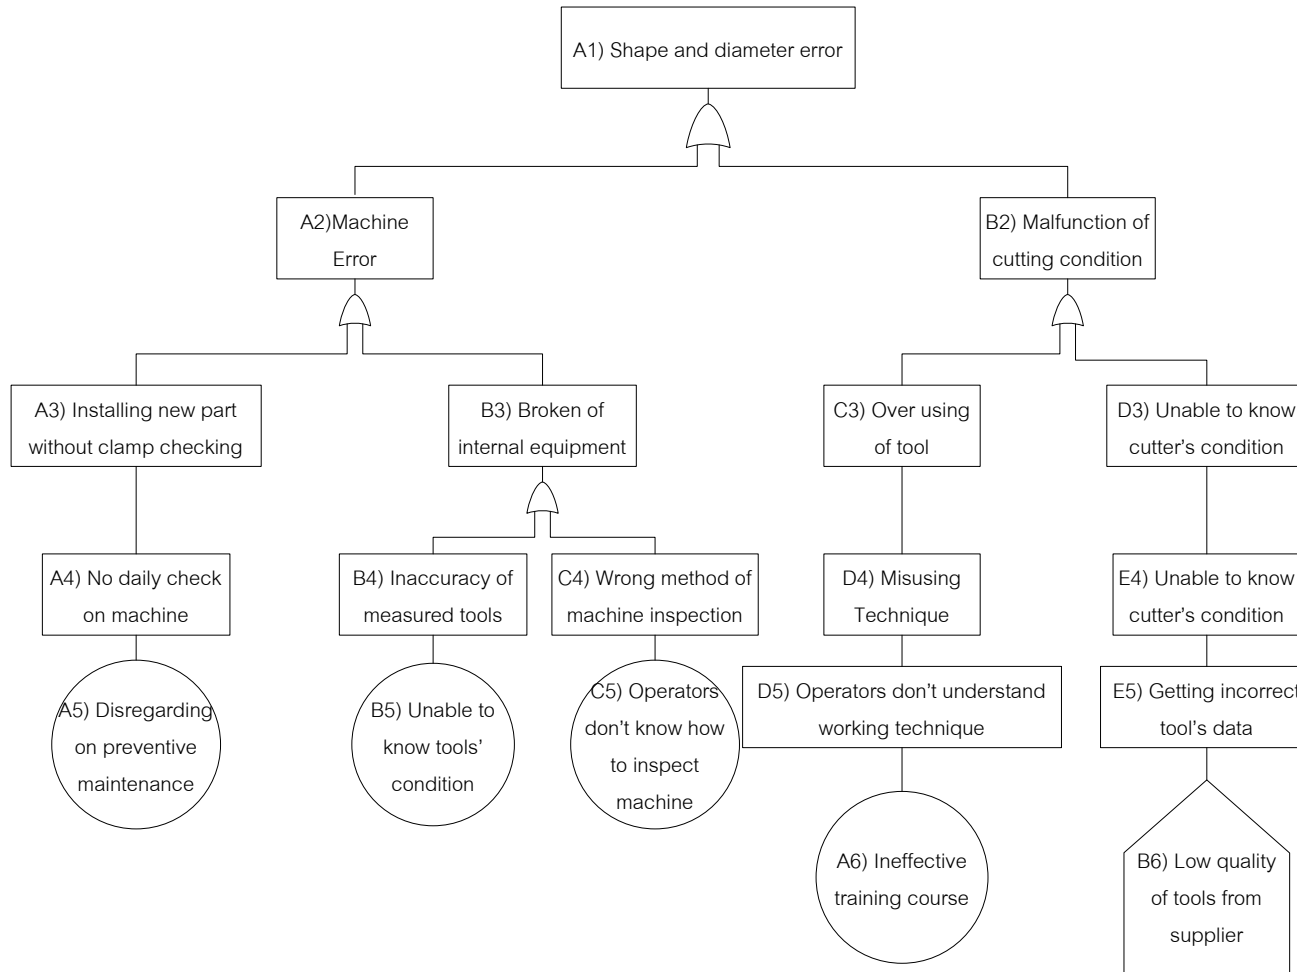 A1) Shape and diameter error
A2)Machine
Error
B2) Malfunction of
cutting condition
A3) Installing new part
without clamp checking
B3) Broken of
internal equipment
C3) Over using
of tool
D3) Unable to know
cutter's condition
A4) No daily check
on machine
B4) Inaccuracy of
measured tools
C4) Wrong method of
machine inspection
D4) Misusing
Technique
E4) Unable to know
cutter's condition
A5) Disregarding
on preventive
maintenance
B5) Unable to
know tools'
condition
C5) Operators
don't know how
to inspect
machine
D5) Operators don't understand
working technique
E5) Getting incorrect
tool's data
A6) Ineffective
training course
B6) Low quality
of tools from
supplier